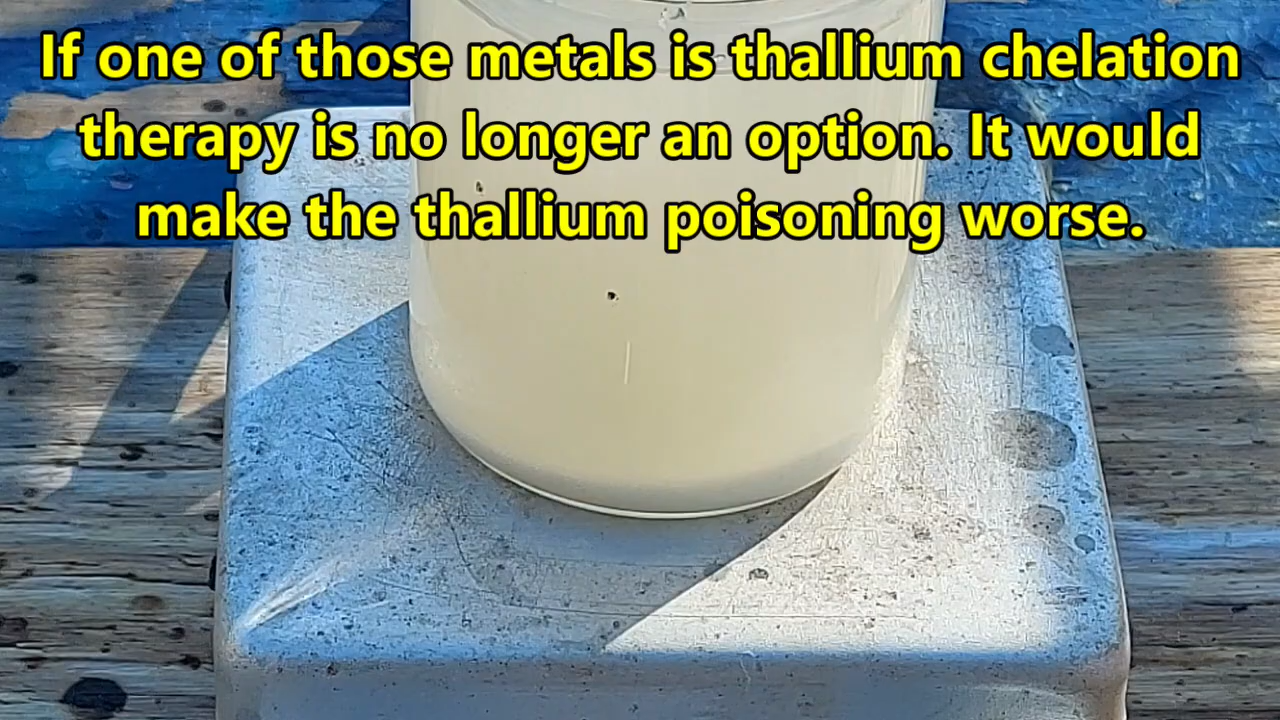 If one of those metals is thallium chelation
therapy is no longer an option. It would
make the thallium poisoning worse.